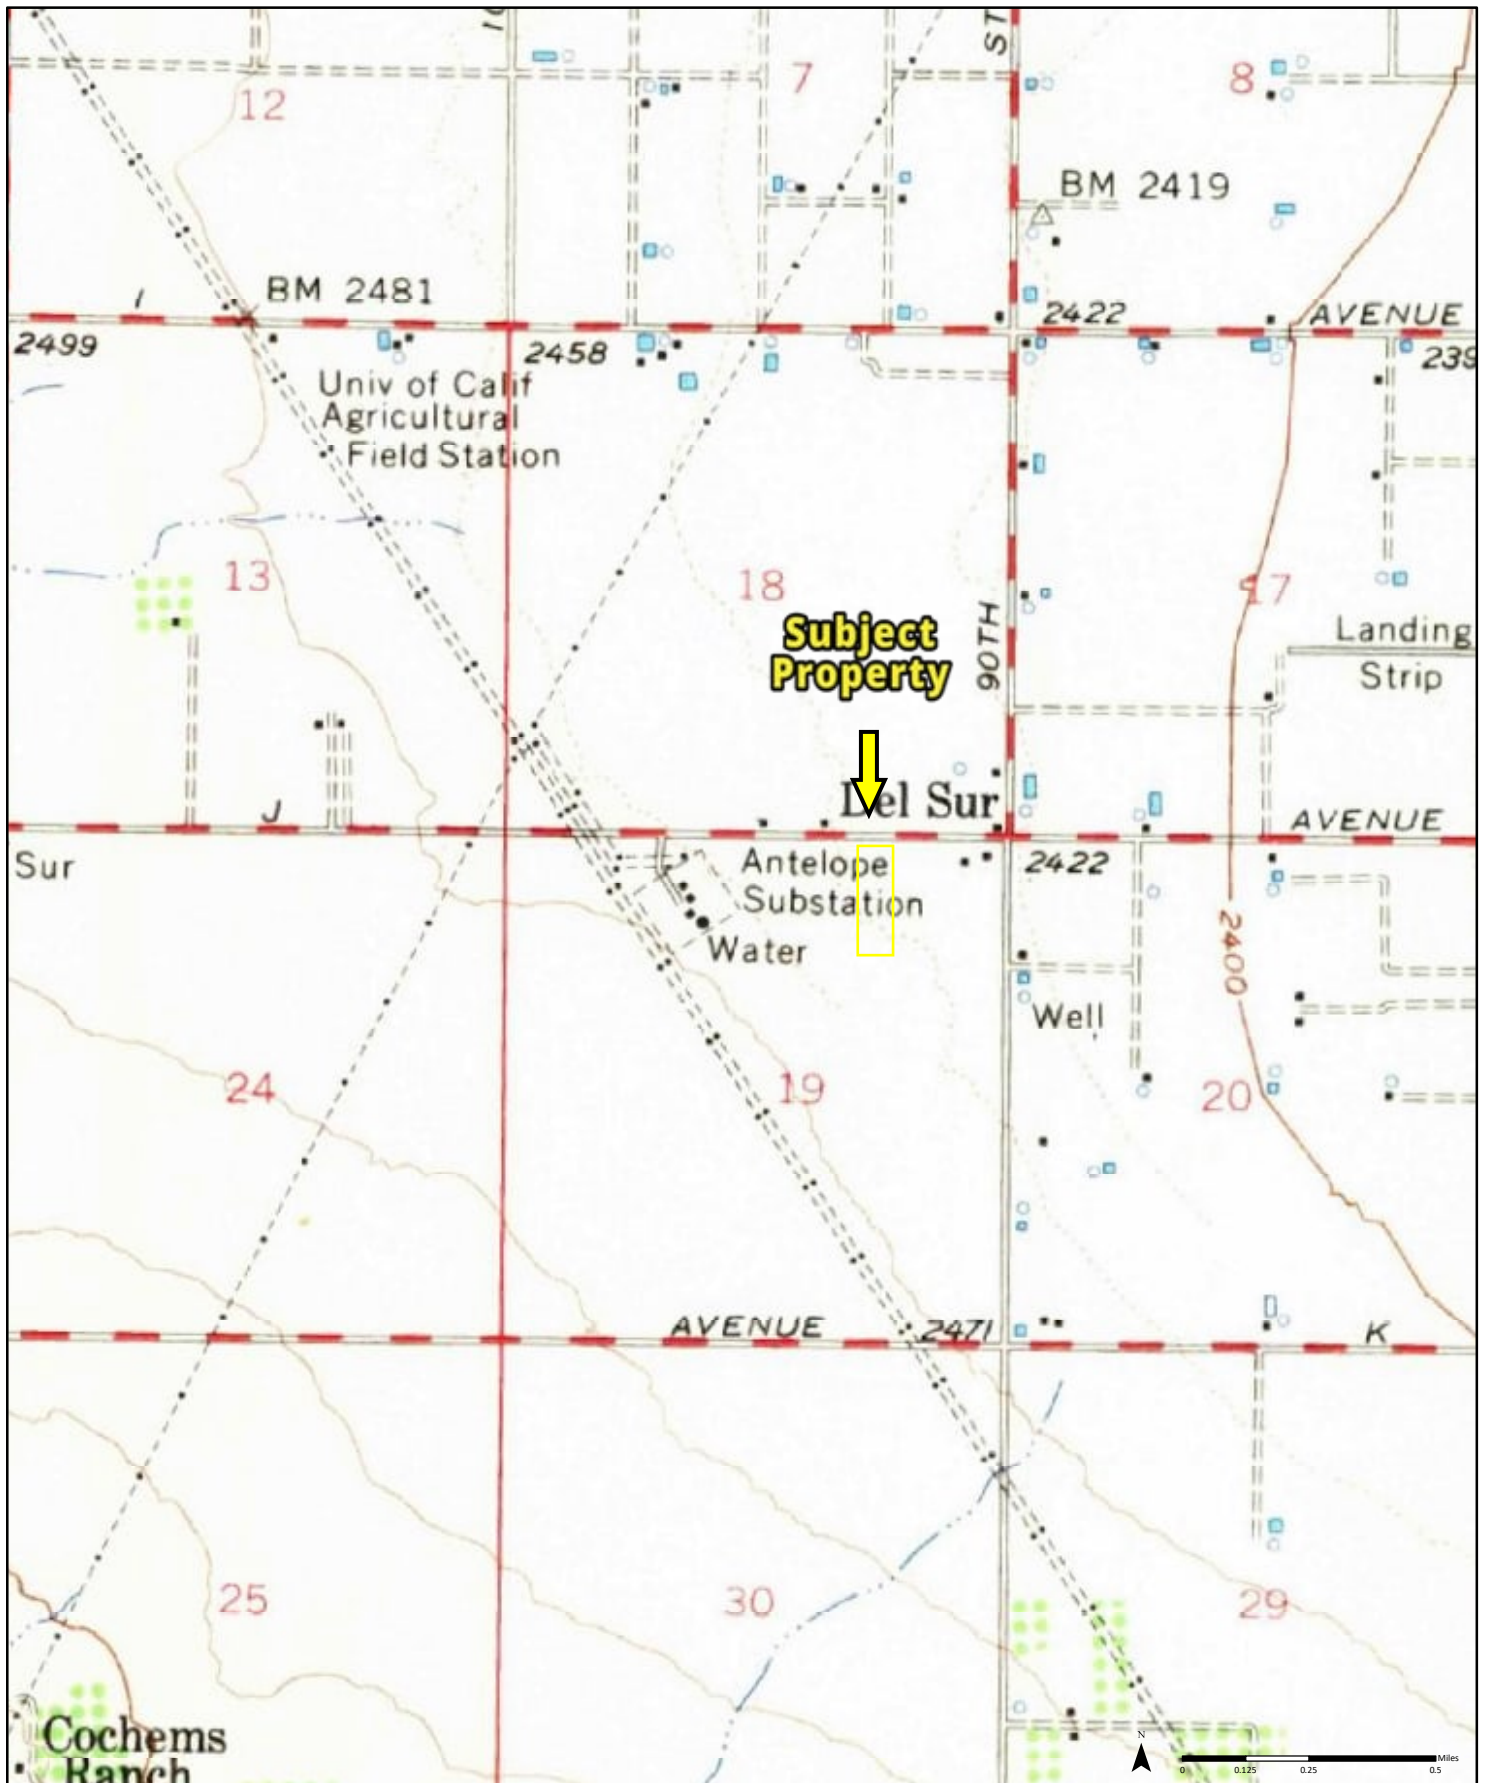 ST
7
8
12
BM 2419
BM 2481
I
2422
AVENUE
2499
2458
239
Univ of Calif
Agricultural
Field Station
13
18
17
90TH
Subject
Property
Landing
Strip
J
Del Sur
AVENUE
Sur
Antelope
Substation
2422
Water
2400
Well
24
19
20
AVENUE
2471
K
25
30
29
Cochems
Ranch
N
Miles
0
0.125
0.25
0.5